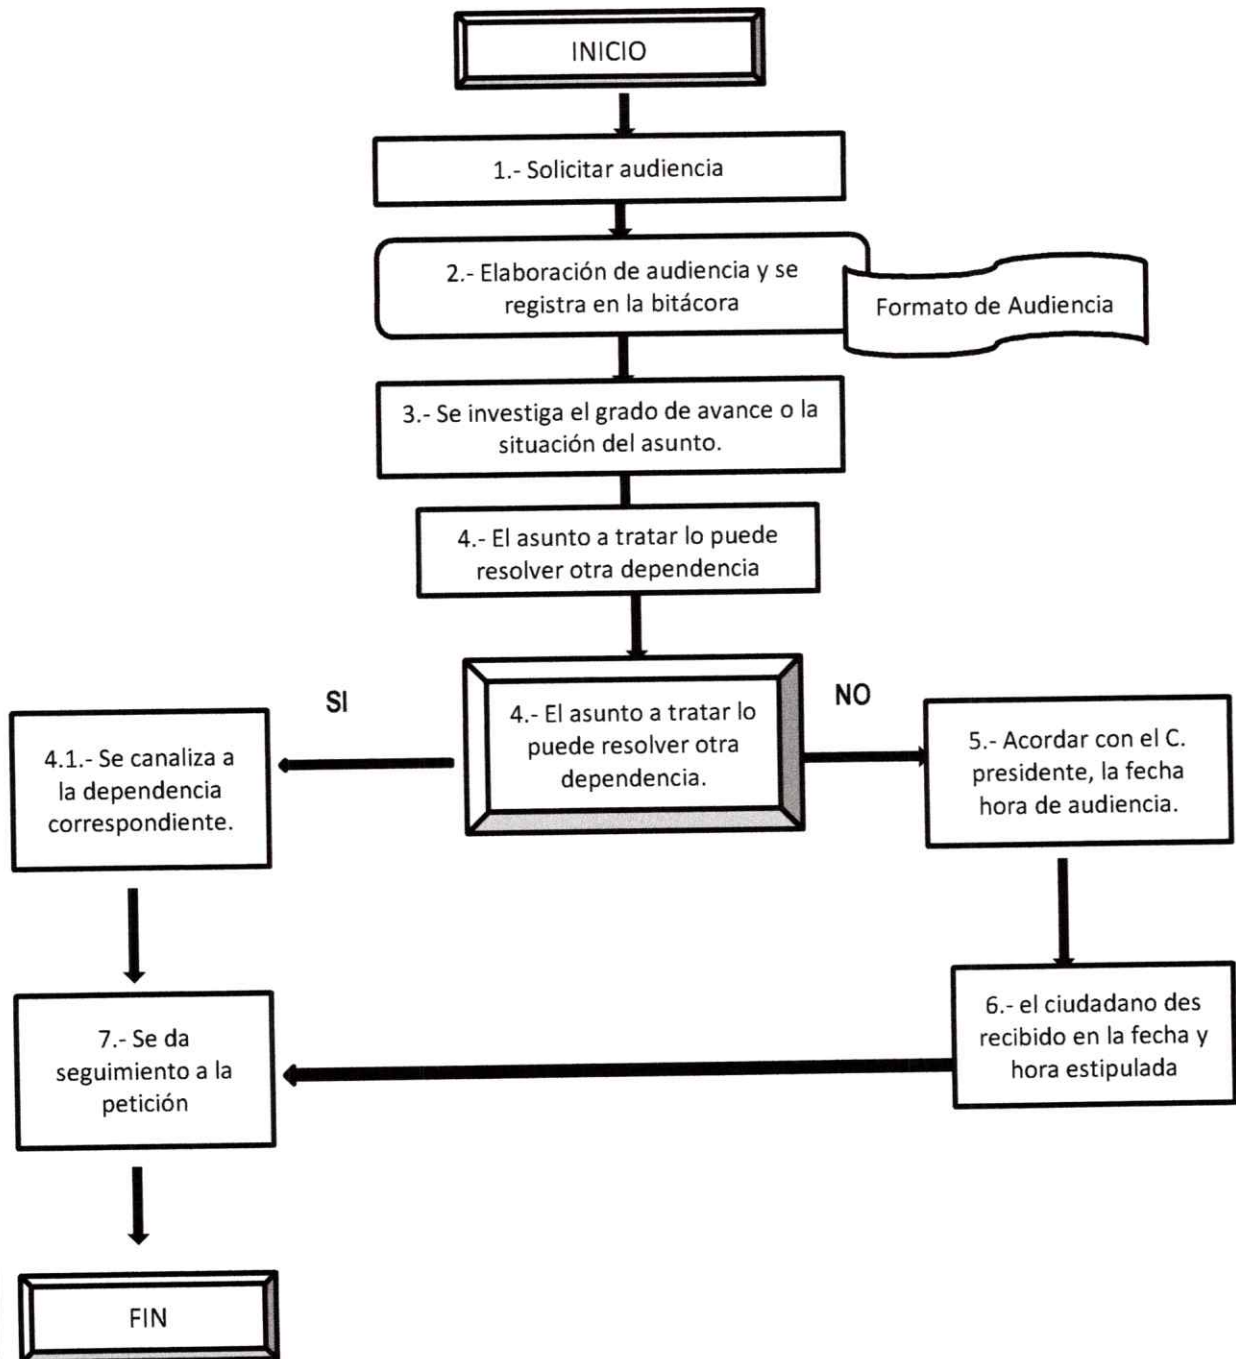 INICIO
1.- Solicitar audiencia
2.- Elaboración de audiencia y se
registra en la bitácora
Formato de Audiencia
3.- Se investiga el grado de avance o la
situación del asunto.
4.- El asunto a tratar lo puede
resolver otra dependencia
SI
4.- El asunto a tratar lo
puede resolver otra
dependencia.
NO
4.1.- Se canaliza a
la dependencia
correspondiente.
5.- Acordar con el C.
presidente, la fecha
hora de audiencia.
7.- Se da
seguimiento a la
petición
6.- el ciudadano des
recibido en la fecha y
hora estipulada
FIN